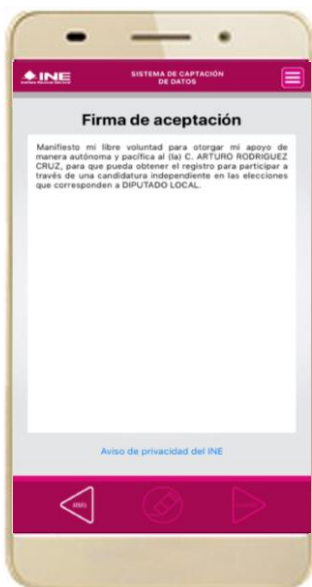 INE
SISTEMA DE CAPTACIÓN
DE DATOS
Firma de aceptación
Manifiesto mi libre voluntad para otorgar mi apoyo de
manera autónoma y pacífica al (la) C. ARTURO RODRIGUEZ
CRUZ, para que pueda obtener el registro para participar a
través de una candidatura independiente en las elecciones
que corresponden a DIPUTADO LOCAL.
Aviso de privacidad del INE
ATRÁS